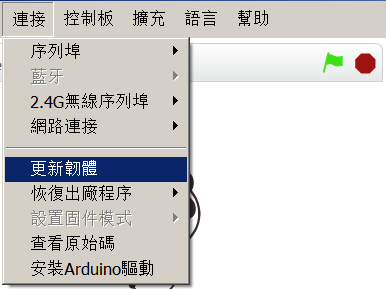 連接 控制板 擴充 語言 幫助
序列埠
藍牙
2.4G無線序列埠
網路連接
更新韌體
恢復出廠程序
設置固件模式
查看原始碼
安裝Arduino驅動